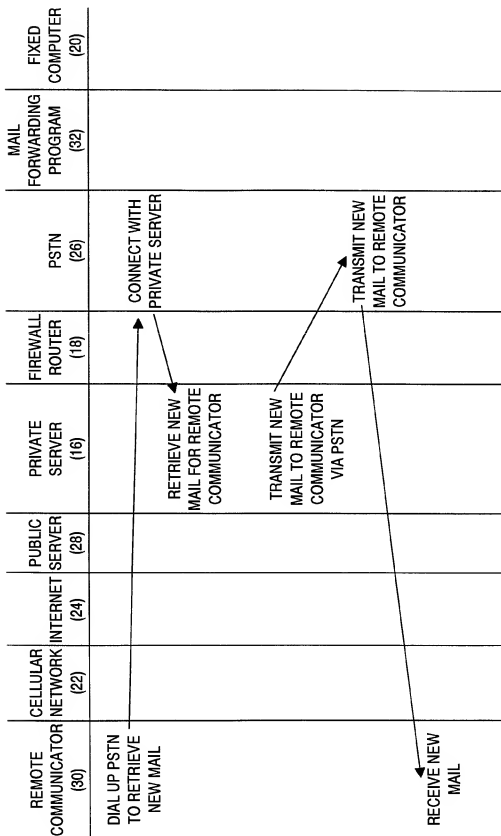 REMOTE
COMMUNICATOR
(30)
CELLULAR
NETWORK
(22)
INTERNET
(24)
PUBLIC
SERVER
(28)
PRIVATE
SERVER
(16)
FIREWALL
ROUTER
(18)
PSTN
(26)
MAIL
FORWARDING
PROGRAM
(32)
FIXED
COMPUTER
(20)
DIAL UP PSTN
TO RETRIEVE
NEW MAIL
CONNECT WITH
PRIVATE SERVER
RETRIEVE NEW
MAIL FOR REMOTE
COMMUNICATOR
TRANSMIT NEW
MAIL TO REMOTE
COMMUNICATOR
VIA PSTN
TRANSMIT NEW
MAIL TO REMOTE
COMMUNICATOR
RECEIVE NEW
MAIL